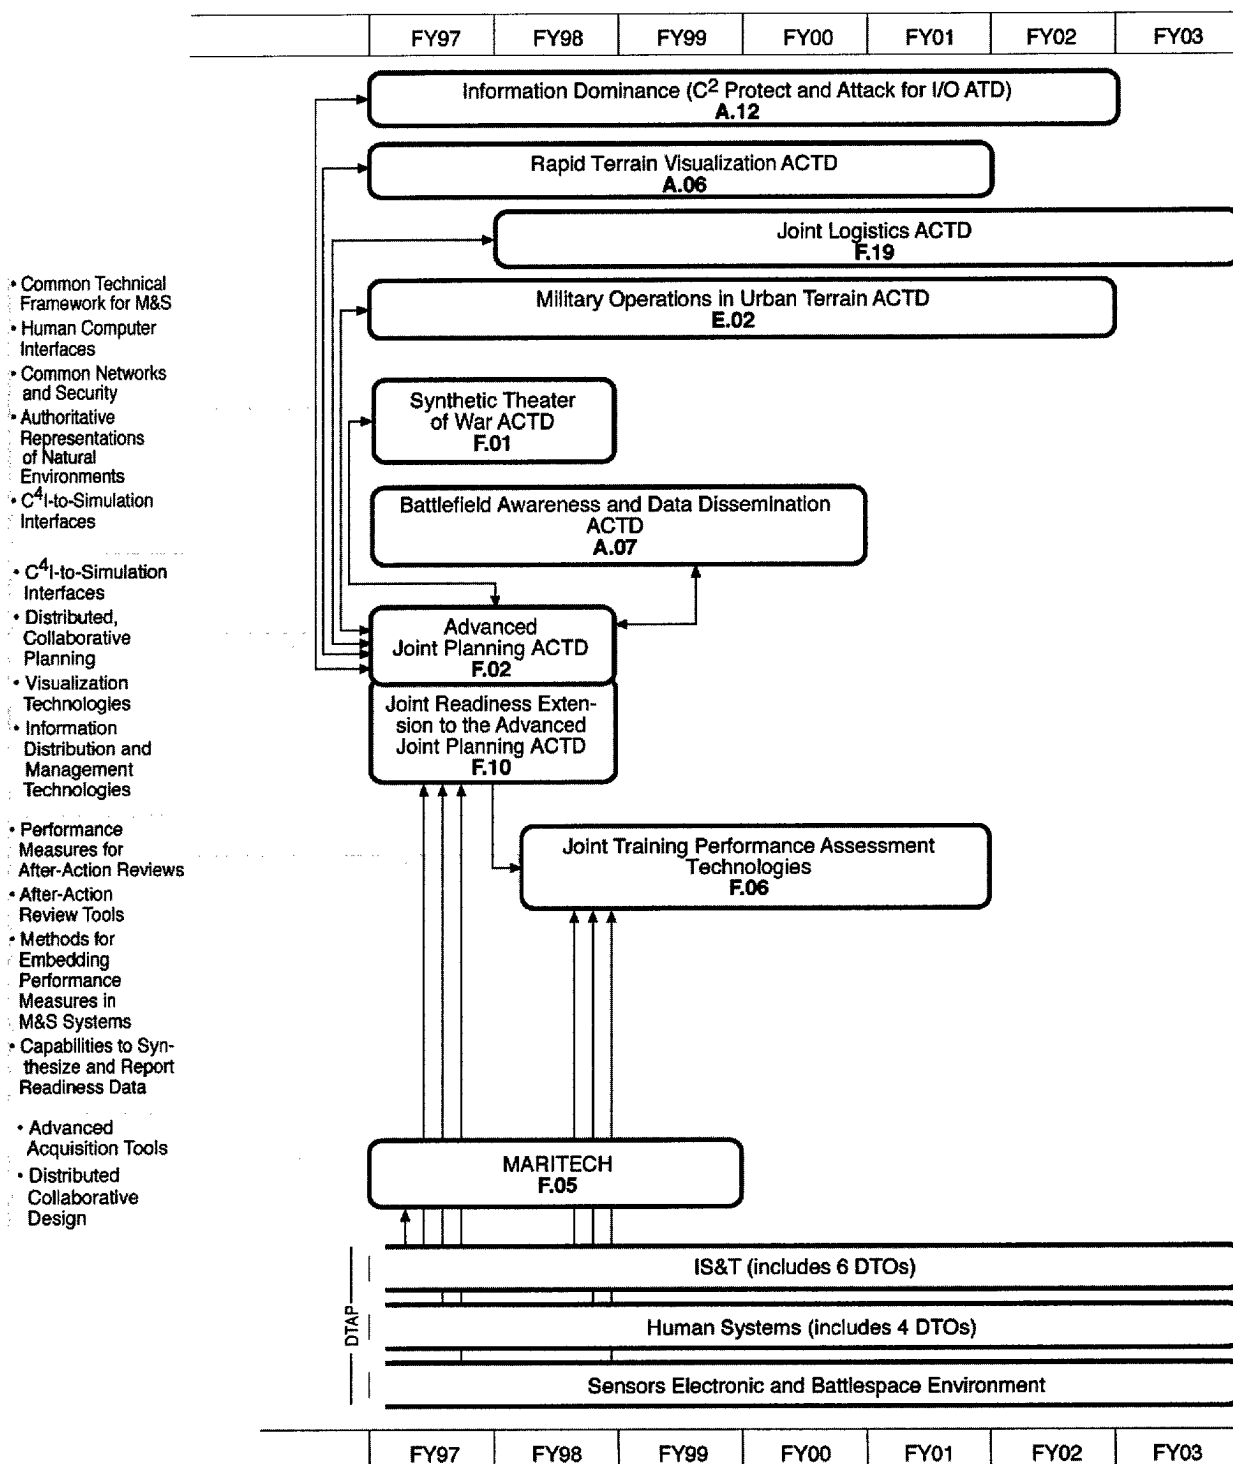 FY97 FY98 FY99 FY00 FY01 FY02 FY03
Information Dominance (C² Protect and Attack for I/O ATD)
A.12
Rapid Terrain Visualization ACTD
A.06
Joint Logistics ACTD
F.19
Military Operations in Urban Terrain ACTD
E.02
• Common Technical
Framework for M&S
• Human Computer
Interfaces
• Common Networks
and Security
• Authoritative
Representations
of Natural
Environments
• C⁴I-to-Simulation
Interfaces
Synthetic Theater
of War ACTD
F.01
Battlefield Awareness and Data Dissemination
ACTD
A.07
• C⁴I-to-Simulation
Interfaces
• Distributed,
Collaborative
Planning
• Visualization
Technologies
• Information
Distribution and
Management
Technologies
Advanced
Joint Planning ACTD
F.02
Joint Readiness Exten-
sion to the Advanced
Joint Planning ACTD
F.10
• Performance
Measures for
After-Action Reviews
• After-Action
Review Tools
• Methods for
Embedding
Performance
Measures in
M&S Systems
• Capabilities to Syn-
thesize and Report
Readiness Data
Joint Training Performance Assessment
Technologies
F.06
• Advanced
Acquisition Tools
• Distributed
Collaborative
Design
MARITECH
F.05
DTAP
IS&T (includes 6 DTOs)
Human Systems (includes 4 DTOs)
Sensors Electronic and Battlespace Environment
FY97 FY98 FY99 FY00 FY01 FY02 FY03